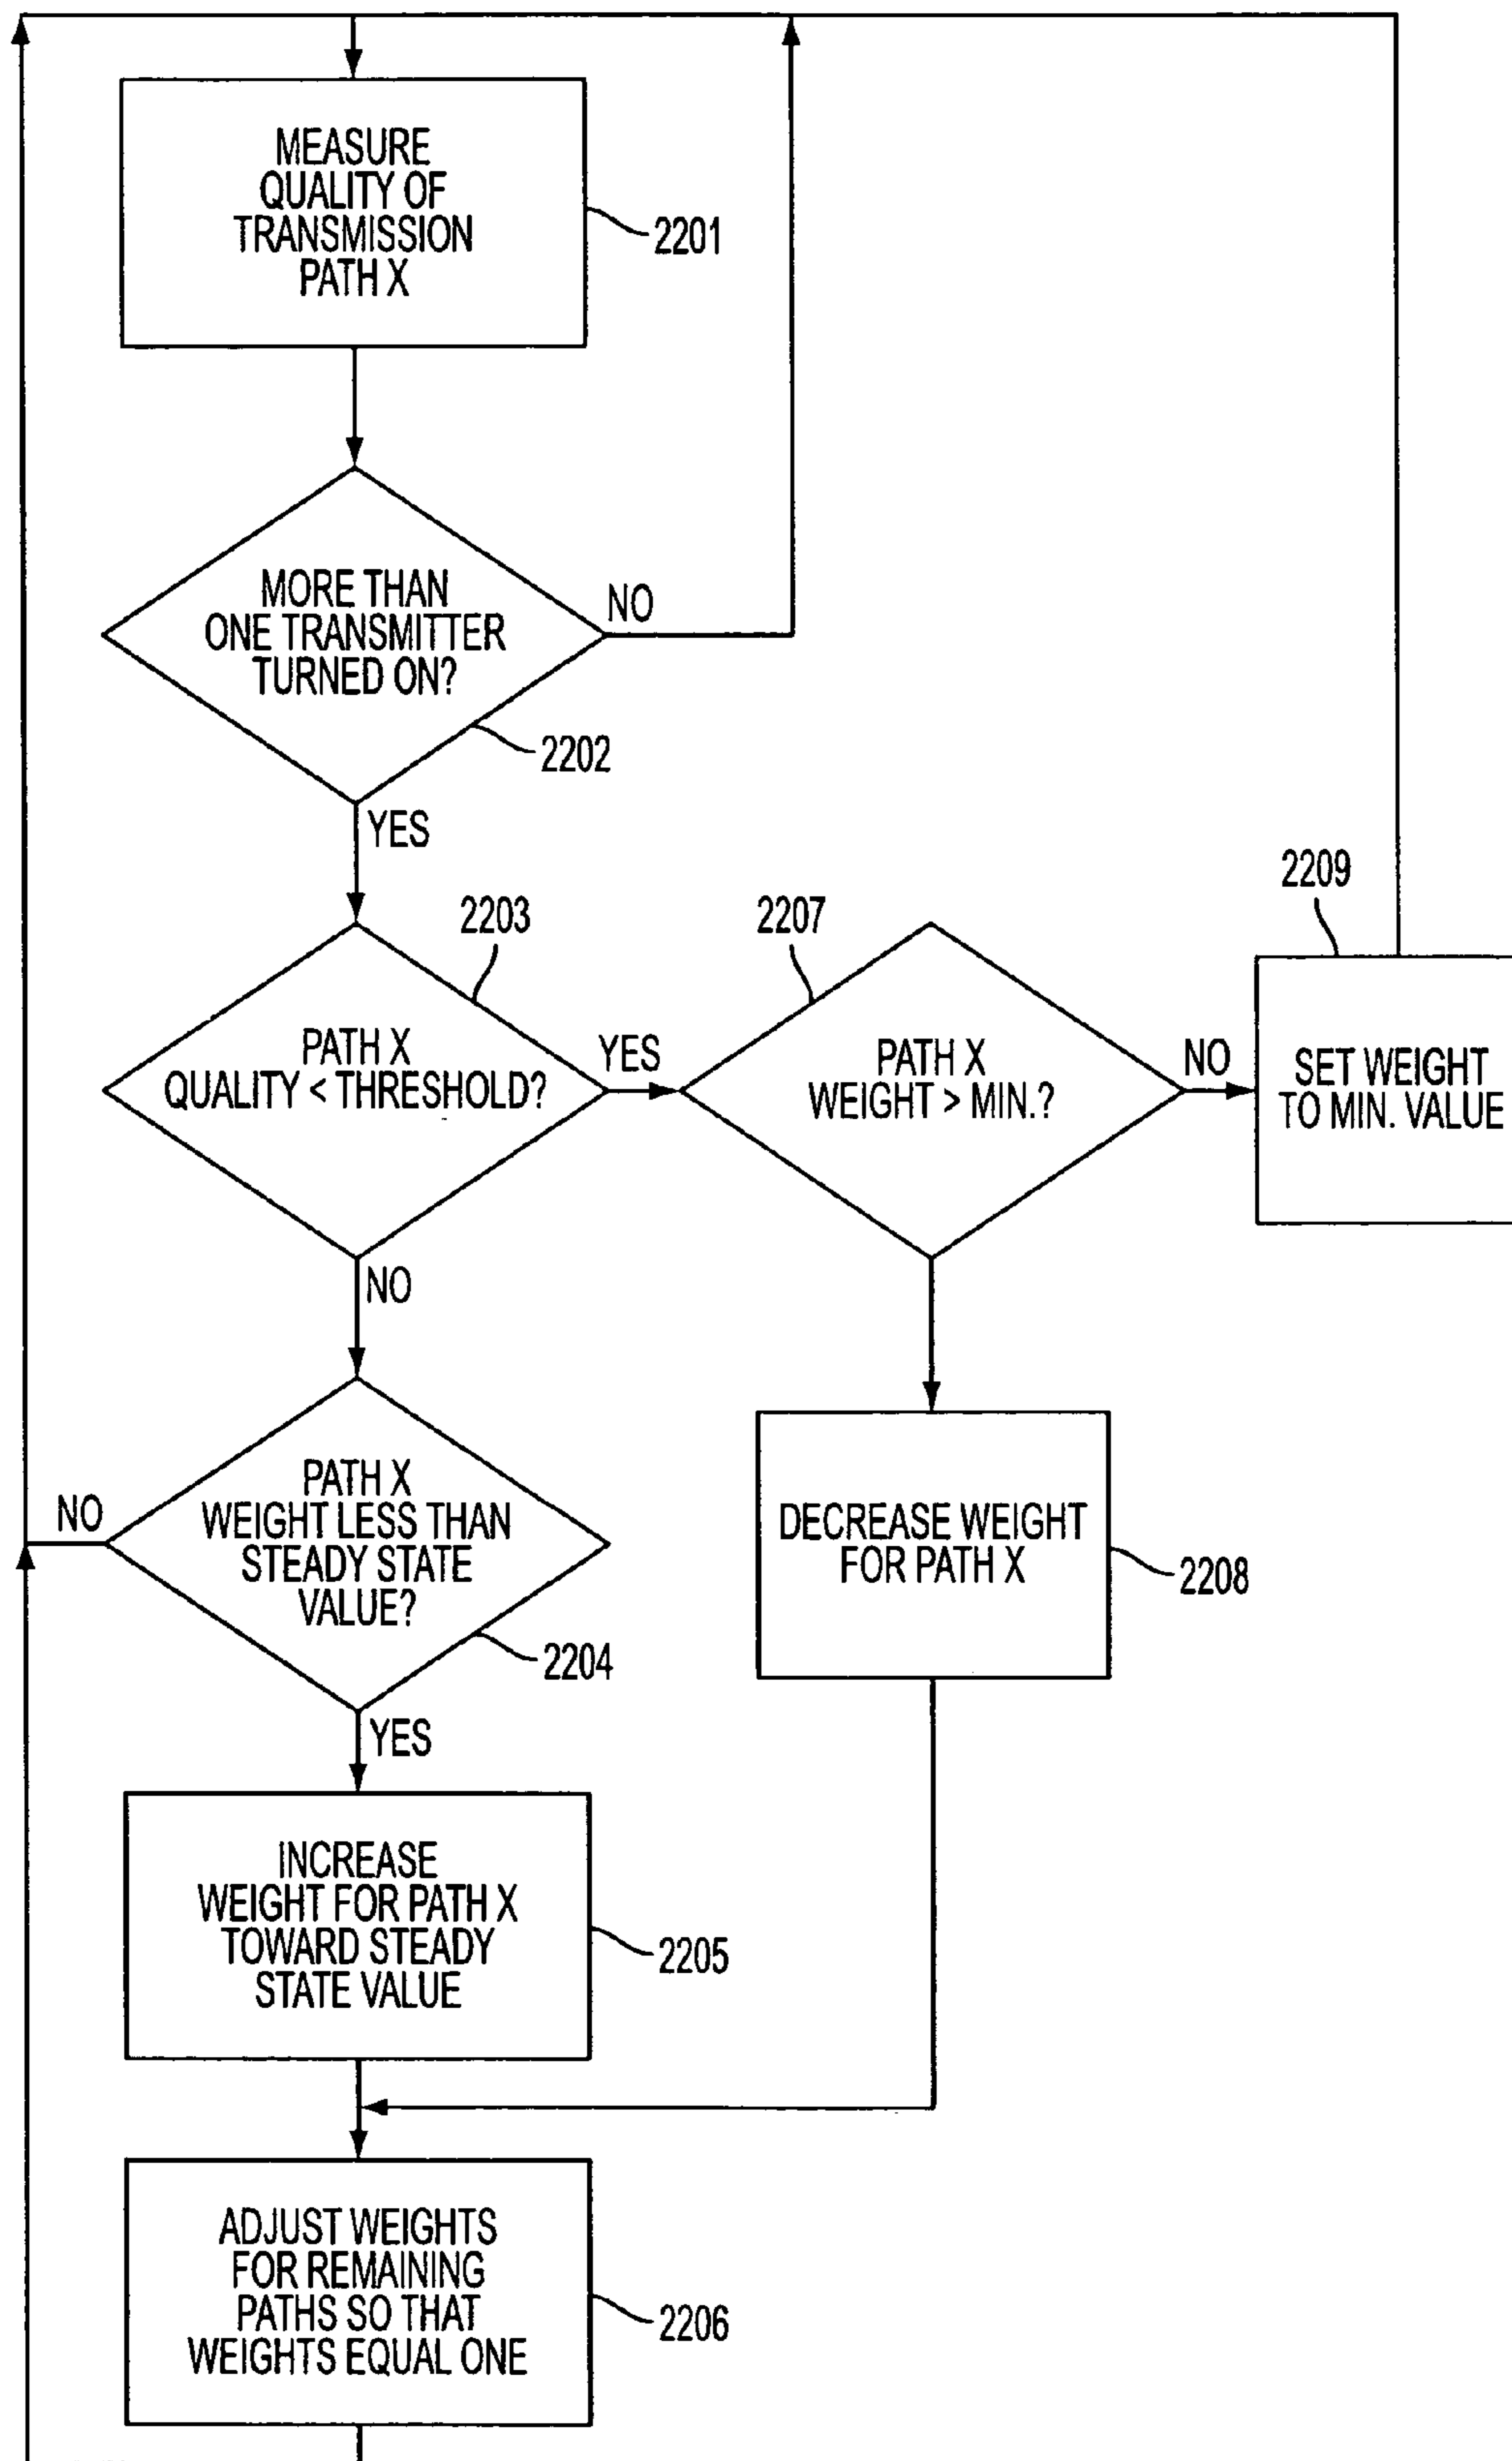 MEASURE
QUALITY OF
TRANSMISSION
PATH X
2201
MORE THAN
ONE TRANSMITTER
TURNED ON?
NO
2202
YES
2203
PATH X
QUALITY < THRESHOLD?
YES
NO
2207
PATH X
WEIGHT > MIN.?
NO
2209
SET WEIGHT
TO MIN. VALUE
PATH X
WEIGHT LESS THAN
STEADY STATE
VALUE?
NO
2204
YES
DECREASE WEIGHT
FOR PATH X
2208
INCREASE
WEIGHT FOR PATH X
TOWARD STEADY
STATE VALUE
2205
ADJUST WEIGHTS
FOR REMAINING
PATHS SO THAT
WEIGHTS EQUAL ONE
2206